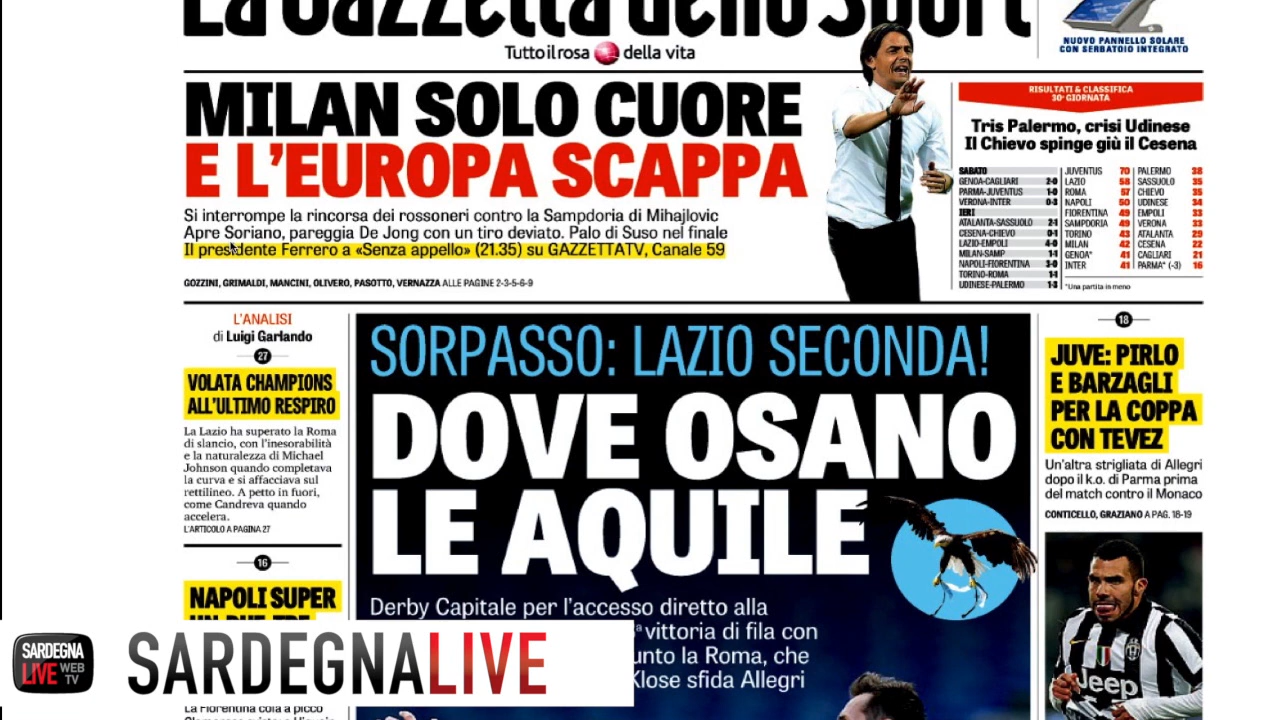 La Gazzetta dello Sport
Tutto il rosa della vita
NUOVO PANNELLO SOLARE
CON SERBATOIO INTEGRATO
MILAN SOLO CUORE
E L'EUROPA SCAPPA
Si interrompe la rincorsa dei rossoneri contro la Sampdoria di Mihajlovic
Apre Soriano, pareggia De Jong con un tiro deviato. Palo di Suso nel finale
Il presidente Ferrero a «Senza appello» (21.35) su GAZZETTATV, Canale 59
GOZZINI, GRIMALDI, MANCINI, OLIVERO, PASOTTO, VERNAZZA ALLE PAGINE 2-3-5-6-9
RISULTATI & CLASSIFICA
30ª GIORNATA
Tris Palermo, crisi Udinese
Il Chievo spinge giù il Cesena
SABATO
GENOA-CAGLIARI 2-0
PARMA-JUVENTUS 1-0
VERONA-INTER 0-3
IERI
ATALANTA-SASSUOLO 2-1
CESENA-CHIEVO 0-1
LAZIO-EMPOLI 4-0
MILAN-SAMP 1-1
NAPOLI-FIORENTINA 3-0
TORINO-ROMA 1-1
UDINESE-PALERMO 1-3
JUVENTUS 70
LAZIO 58
ROMA 57
NAPOLI 50
FIORENTINA 49
SAMPDORIA 49
TORINO 43
MILAN 42
GENOA* 41
INTER 41
PALERMO 38
SASSUOLO 35
CHIEVO 35
UDINESE 34
EMPOLI 33
VERONA 33
ATALANTA 29
CESENA 22
CAGLIARI 21
PARMA* (-3) 16
*Una partita in meno
L'ANALISI
di Luigi Garlando
27
VOLATA CHAMPIONS
ALL'ULTIMO RESPIRO
La Lazio ha superato la Roma
di slancio, con l'inesorabilità
e la naturalezza di Michael
Johnson quando completava
la curva e si affacciava sul
rettilineo. A petto in fuori,
come Candreva quando
accelera.
L'ARTICOLO A PAGINA 27
16
NAPOLI SUPER
UN DUE TRE
La Fiorentina cola a picco
SORPASSO: LAZIO SECONDA!
DOVE OSANO
LE AQUILE
Derby Capitale per l'accesso diretto alla
ª vittoria di fila con
unto la Roma, che
Klose sfida Allegri
18
JUVE: PIRLO
E BARZAGLI
PER LA COPPA
CON TEVEZ
Un'altra strigliata di Allegri
dopo il k.o. di Parma prima
del match contro il Monaco
CONTICELLO, GRAZIANO A PAG. 18-19
Jeep
SARDEGNA
LIVE WEB
TV
SARDEGNALIVE